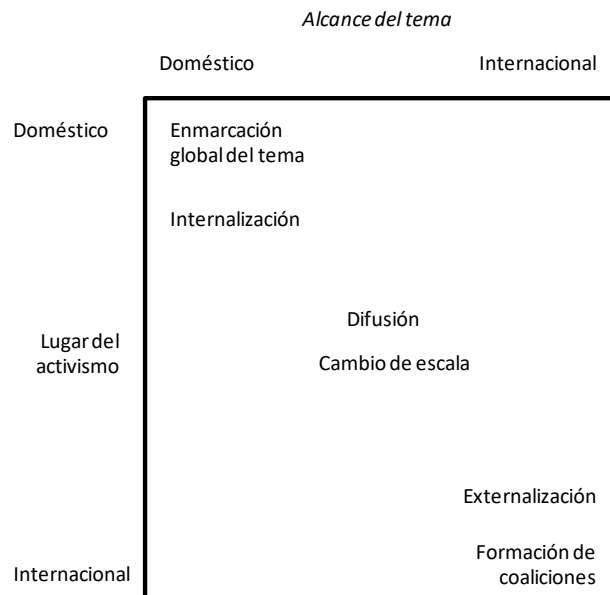 Alcance del tema
Doméstico Internacional
Doméstico Enmarcación
global del tema
Internalización
Difusión
Lugar del
activismo
Cambio de escala
Externalización
Formación de
coaliciones
Internacional